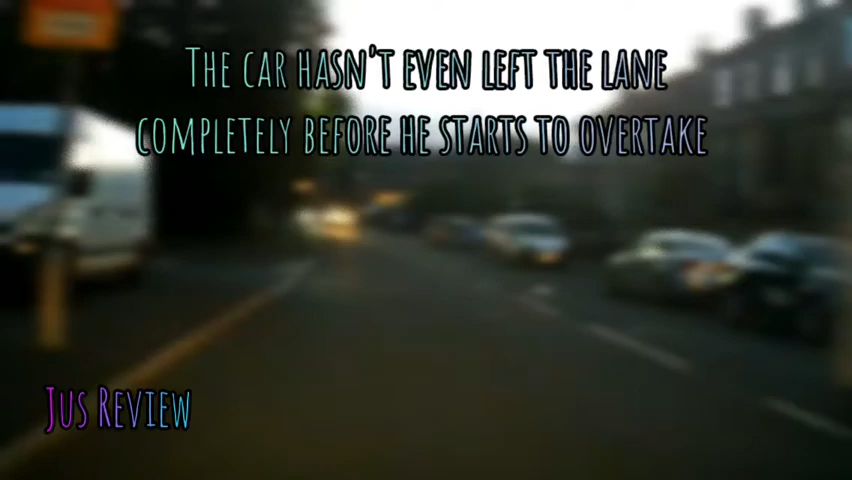 The car hasn't even left the lane
completely before he starts to overtake
Jus Review